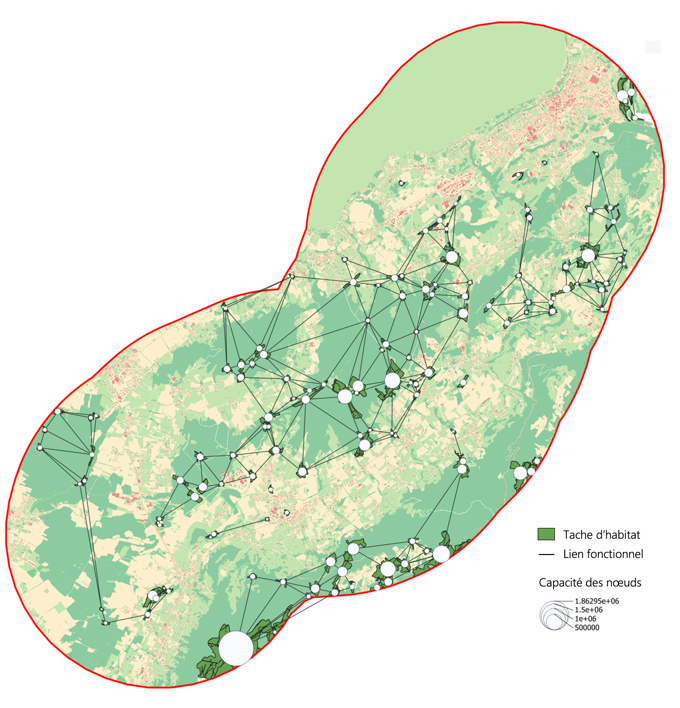 Tache d'habitat
Lien fonctionnel
Capacité des nœuds
1.86295e+06
1.5e+06
1e+06
500000